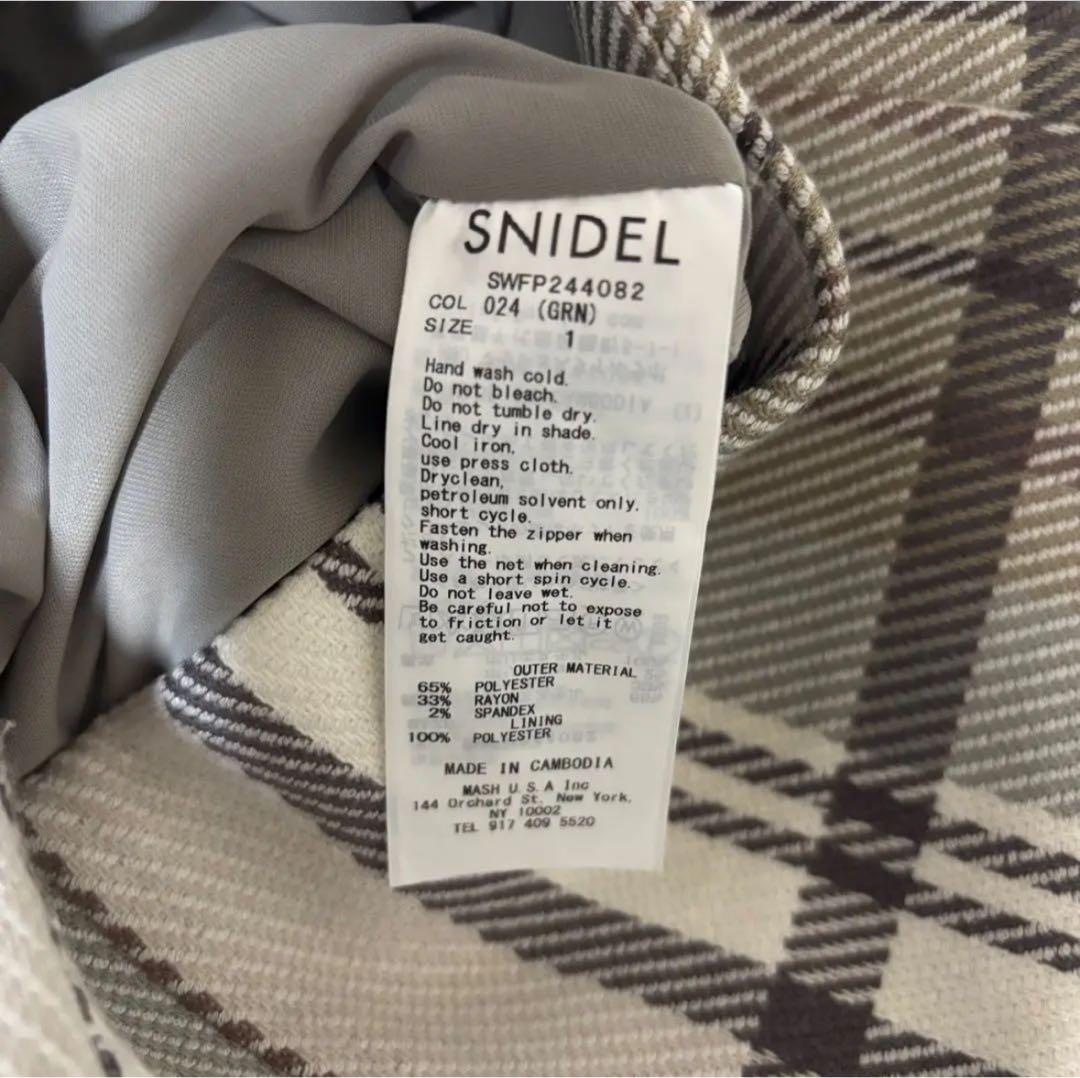 SNIDEL
SWFP244082
COL 024 (GRN)
SIZE 1
Hand wash cold.
Do not bleach.
Do not tumble dry.
Line dry in shade.
Cool iron,
use press cloth.
Dryclean,
petroleum solvent only.
short cycle.
Fasten the zipper when
washing.
Use the net when cleaning.
Use a short spin cycle.
Do not leave wet.
Be careful not to expose
to friction or let it
get caught.
OUTER MATERIAL
65% POLYESTER
33% RAYON
2% SPANDEX
LINING
100% POLYESTER
MADE IN CAMBODIA
MASH U.S.A Inc
144 Orchard St. New York,
NY 10002
TEL 917 409 5520